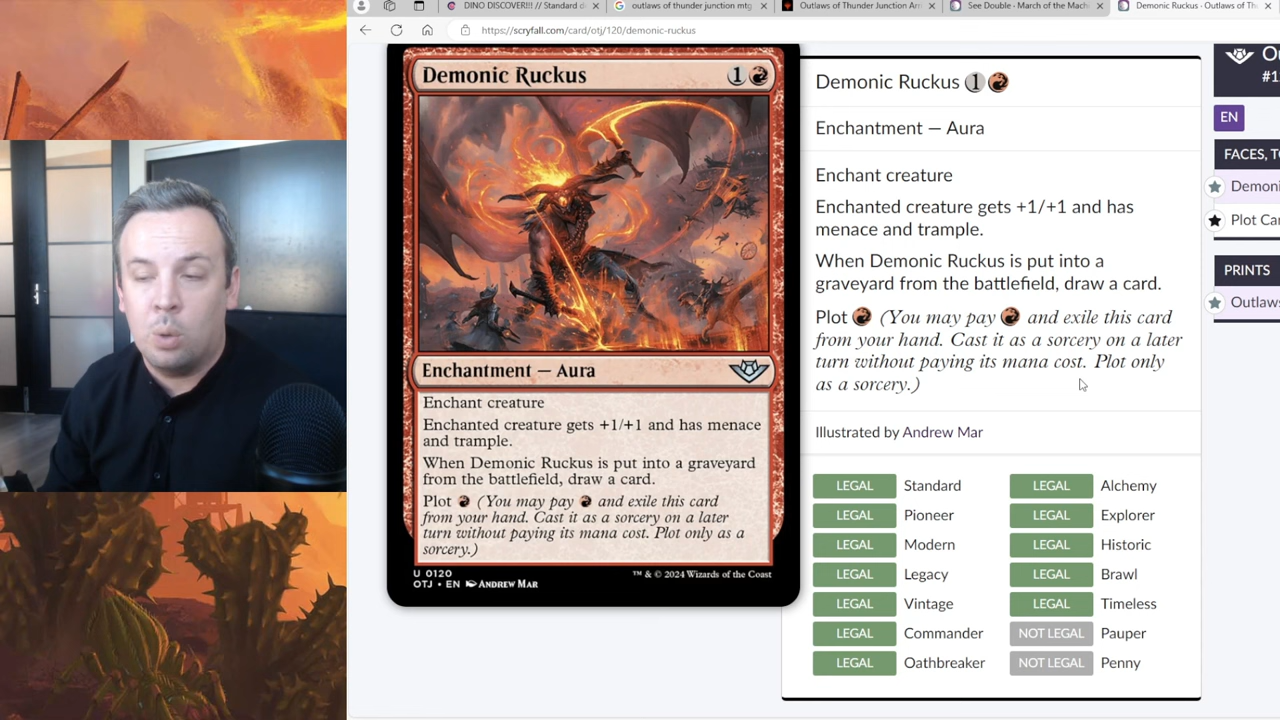 DINO DISCOVER!!! // Standard d
outlaws of thunder junction mtg
Outlaws of Thunder Junction Arr
See Double - March of the Mach
Demonic Ruckus - Outlaws of Th
https://scryfall.com/card/otj/120/demonic-ruckus
Demonic Ruckus 1
Enchantment — Aura
Enchant creature
Enchanted creature gets +1/+1 and has menace
and trample.
When Demonic Ruckus is put into a graveyard
from the battlefield, draw a card.
Plot (You may pay and exile this card
from your hand. Cast it as a sorcery on a later
turn without paying its mana cost. Plot only as a
sorcery.)
U 0120
OTJ • EN Andrew Mar
™ & © 2024 Wizards of the Coast
Demonic Ruckus 1
Enchantment — Aura
Enchant creature
Enchanted creature gets +1/+1 and has
menace and trample.
When Demonic Ruckus is put into a
graveyard from the battlefield, draw a card.
Plot (You may pay and exile this card
from your hand. Cast it as a sorcery on a later
turn without paying its mana cost. Plot only
as a sorcery.)
Illustrated by Andrew Mar
LEGAL Standard LEGAL Alchemy
LEGAL Pioneer LEGAL Explorer
LEGAL Modern LEGAL Historic
LEGAL Legacy LEGAL Brawl
LEGAL Vintage LEGAL Timeless
LEGAL Commander NOT LEGAL Pauper
LEGAL Oathbreaker NOT LEGAL Penny
#1
EN
FACES, T
Demoni
Plot Ca
PRINTS
Outlaw